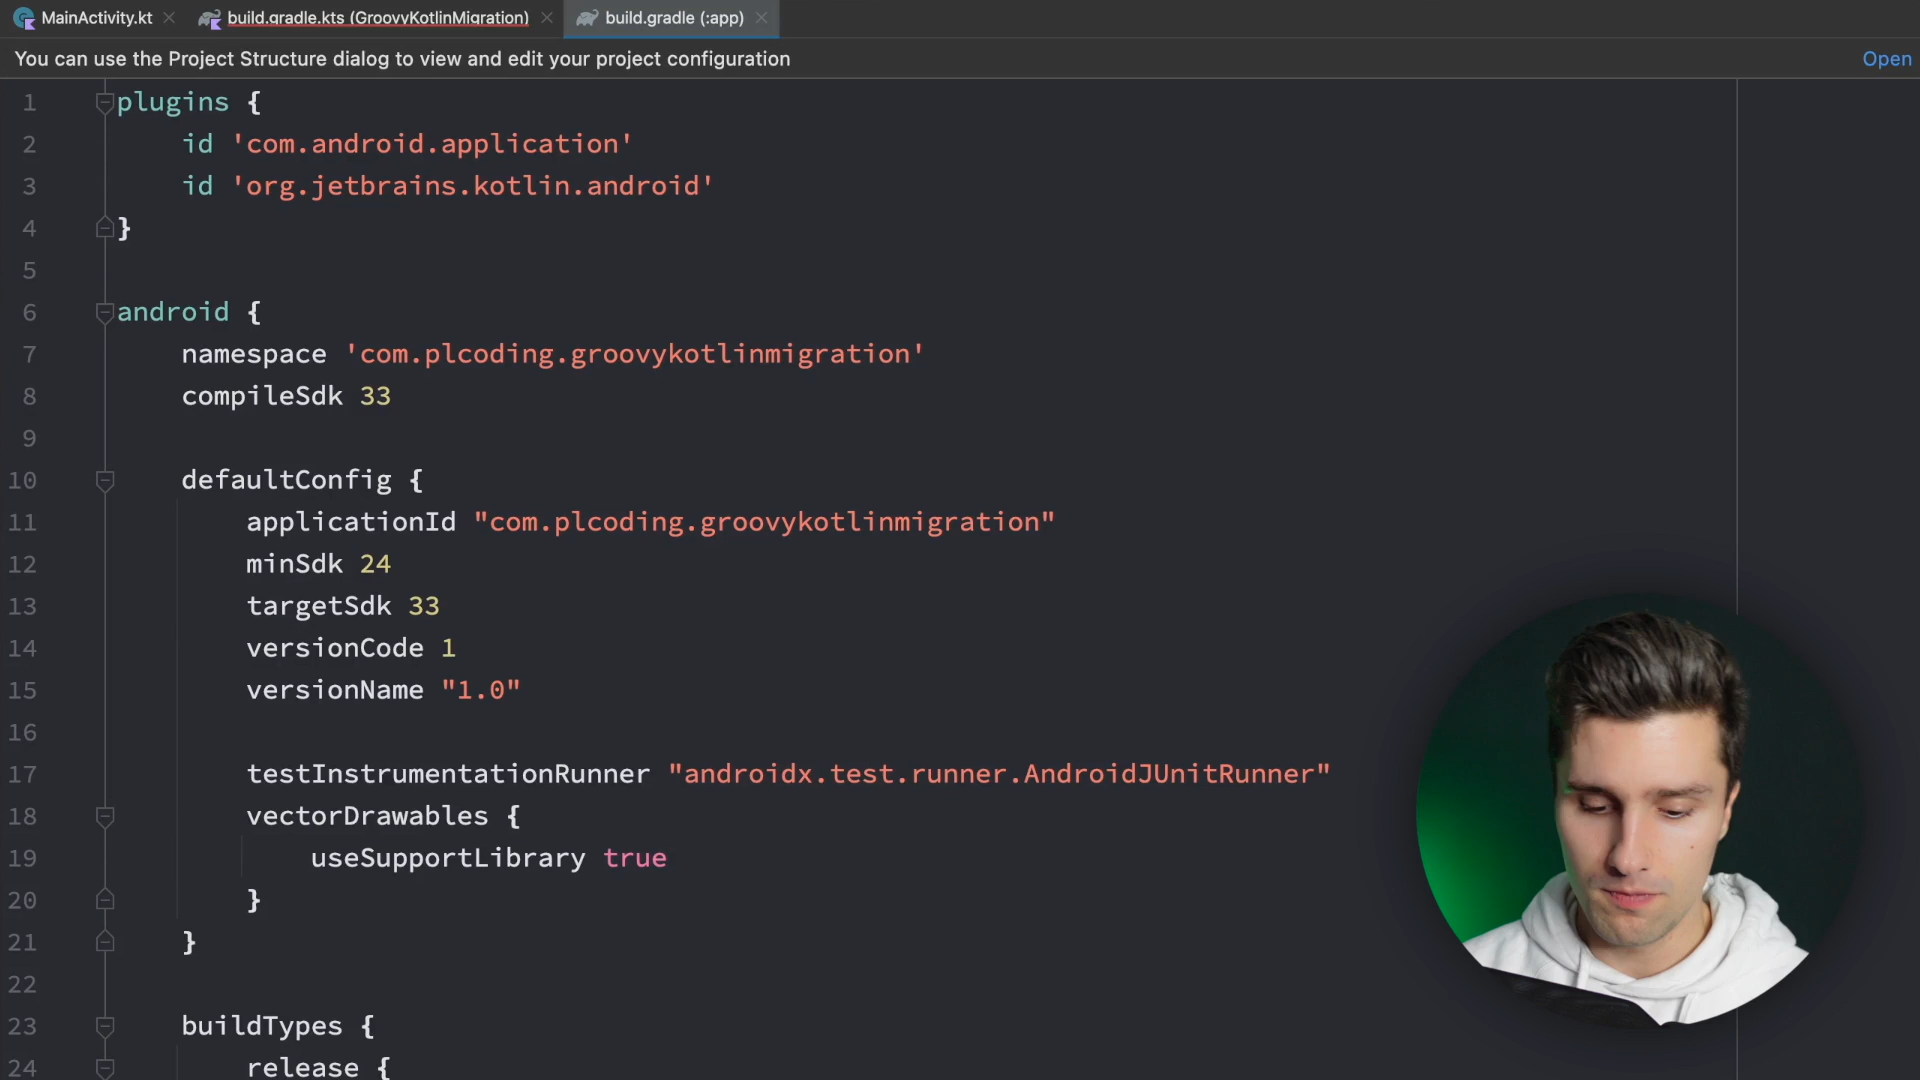 MainActivity.kt
build.gradle.kts (GroovyKotlinMigration)
build.gradle (:app)
You can use the Project Structure dialog to view and edit your project configuration
Open
1 plugins {
2 id 'com.android.application'
3 id 'org.jetbrains.kotlin.android'
4 }
5
6 android {
7 namespace 'com.plcoding.groovykotlinmigration'
8 compileSdk 33
9
10 defaultConfig {
11 applicationId "com.plcoding.groovykotlinmigration"
12 minSdk 24
13 targetSdk 33
14 versionCode 1
15 versionName "1.0"
16
17 testInstrumentationRunner "androidx.test.runner.AndroidJUnitRunner"
18 vectorDrawables {
19 useSupportLibrary true
20 }
21 }
22
23 buildTypes {
24 release {